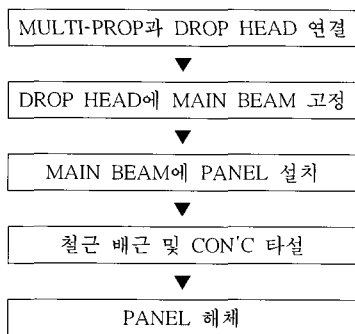 MULTI-PROP과 DROP HEAD 연결
▼
DROP HEAD에 MAIN BEAM 고정
▼
MAIN BEAM에 PANEL 설치
▼
철근 배근 및 CON'C 타설
▼
PANEL 해체